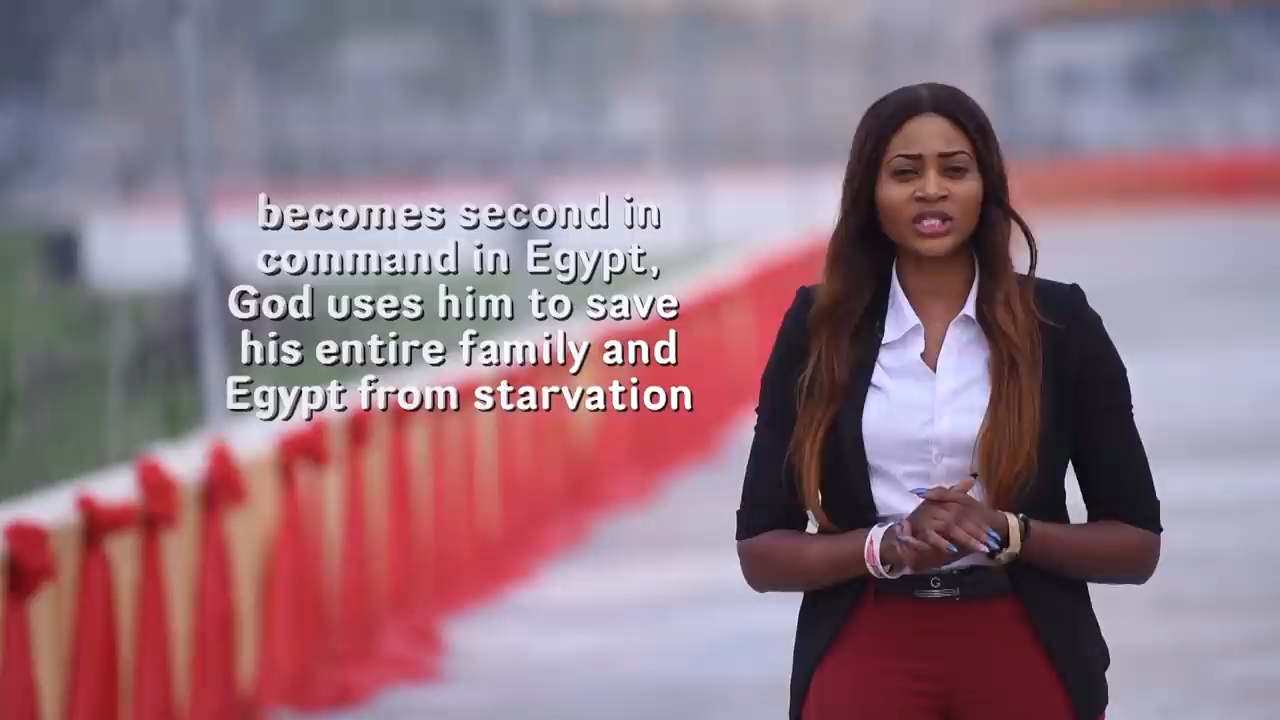 becomes second in
command in Egypt,
God uses him to save
his entire family and
Egypt from starvation
G